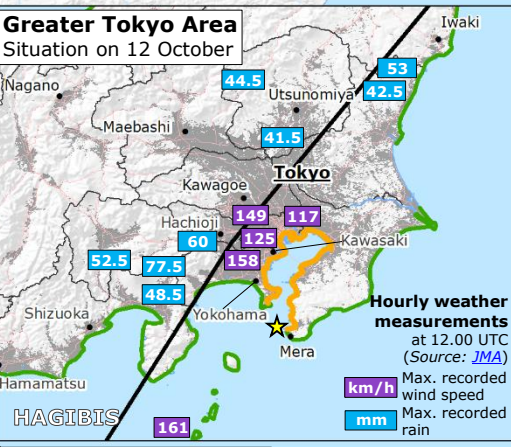 Greater Tokyo Area
Situation on 12 October
Iwaki
53
44.5
42.5
Nagano
Utsunomiya
Maebashi
41.5
Tokyo
Kawagoe
149
117
Hachioji
60
125
Kawasaki
52.5
77.5
158
48.5
Shizuoka
Yokohama
Mera
Hamamatsu
HAGIBIS
161
Hourly weather
measurements
at 12.00 UTC
(Source: JMA)
km/h Max. recorded
wind speed
mm Max. recorded
rain